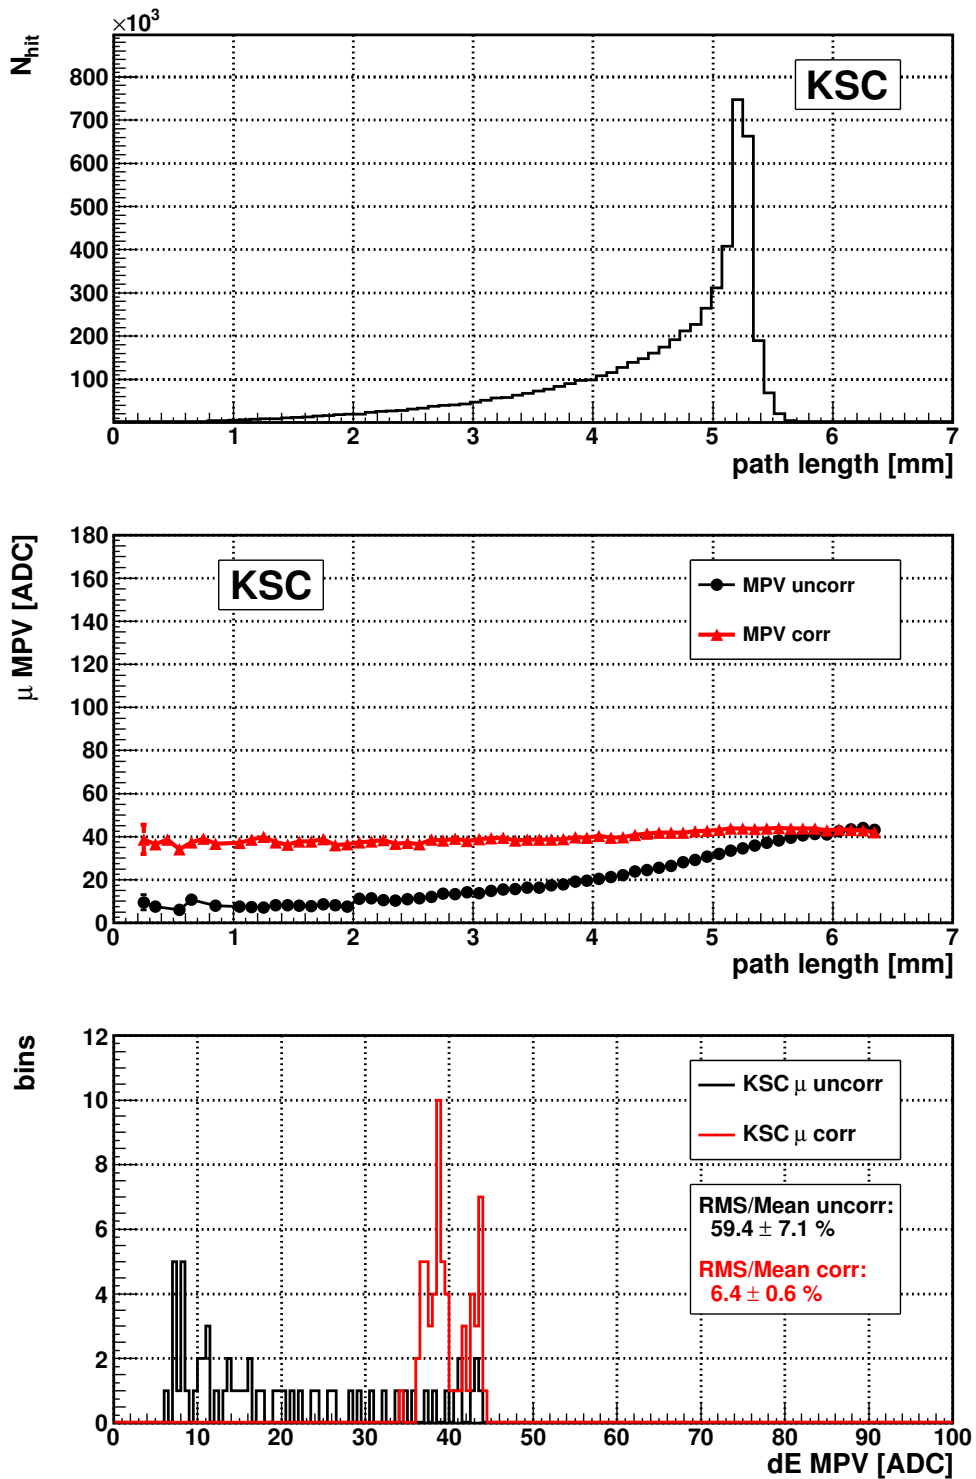 ×10³
N_hit
KSC
800
700
600
500
400
300
200
100
0 1 2 3 4 5 6 7
path length [mm]
μ MPV [ADC]
180
160
140
120
100
80
60
40
20
0
KSC
MPV uncorr
MPV corr
0 1 2 3 4 5 6 7
path length [mm]
bins
12
10
8
6
4
2
0
KSC μ uncorr
KSC μ corr
RMS/Mean uncorr:
59.4 ± 7.1 %
RMS/Mean corr:
6.4 ± 0.6 %
0 10 20 30 40 50 60 70 80 90 100
dE MPV [ADC]